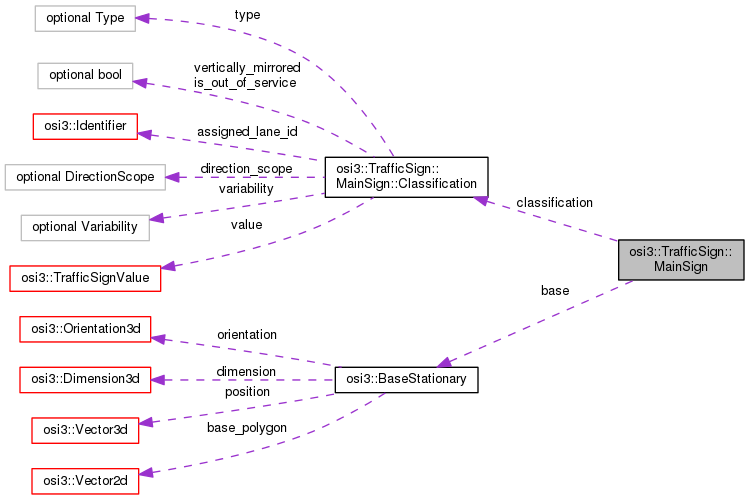 optional Type
type
optional bool
vertically_mirrored
is_out_of_service
osi3::Identifier
assigned_lane_id
osi3::TrafficSign::
MainSign::Classification
optional DirectionScope
direction_scope
variability
optional Variability
value
classification
osi3::TrafficSign::
MainSign
osi3::TrafficSignValue
base
osi3::Orientation3d
orientation
osi3::Dimension3d
dimension
osi3::BaseStationary
position
osi3::Vector3d
base_polygon
osi3::Vector2d